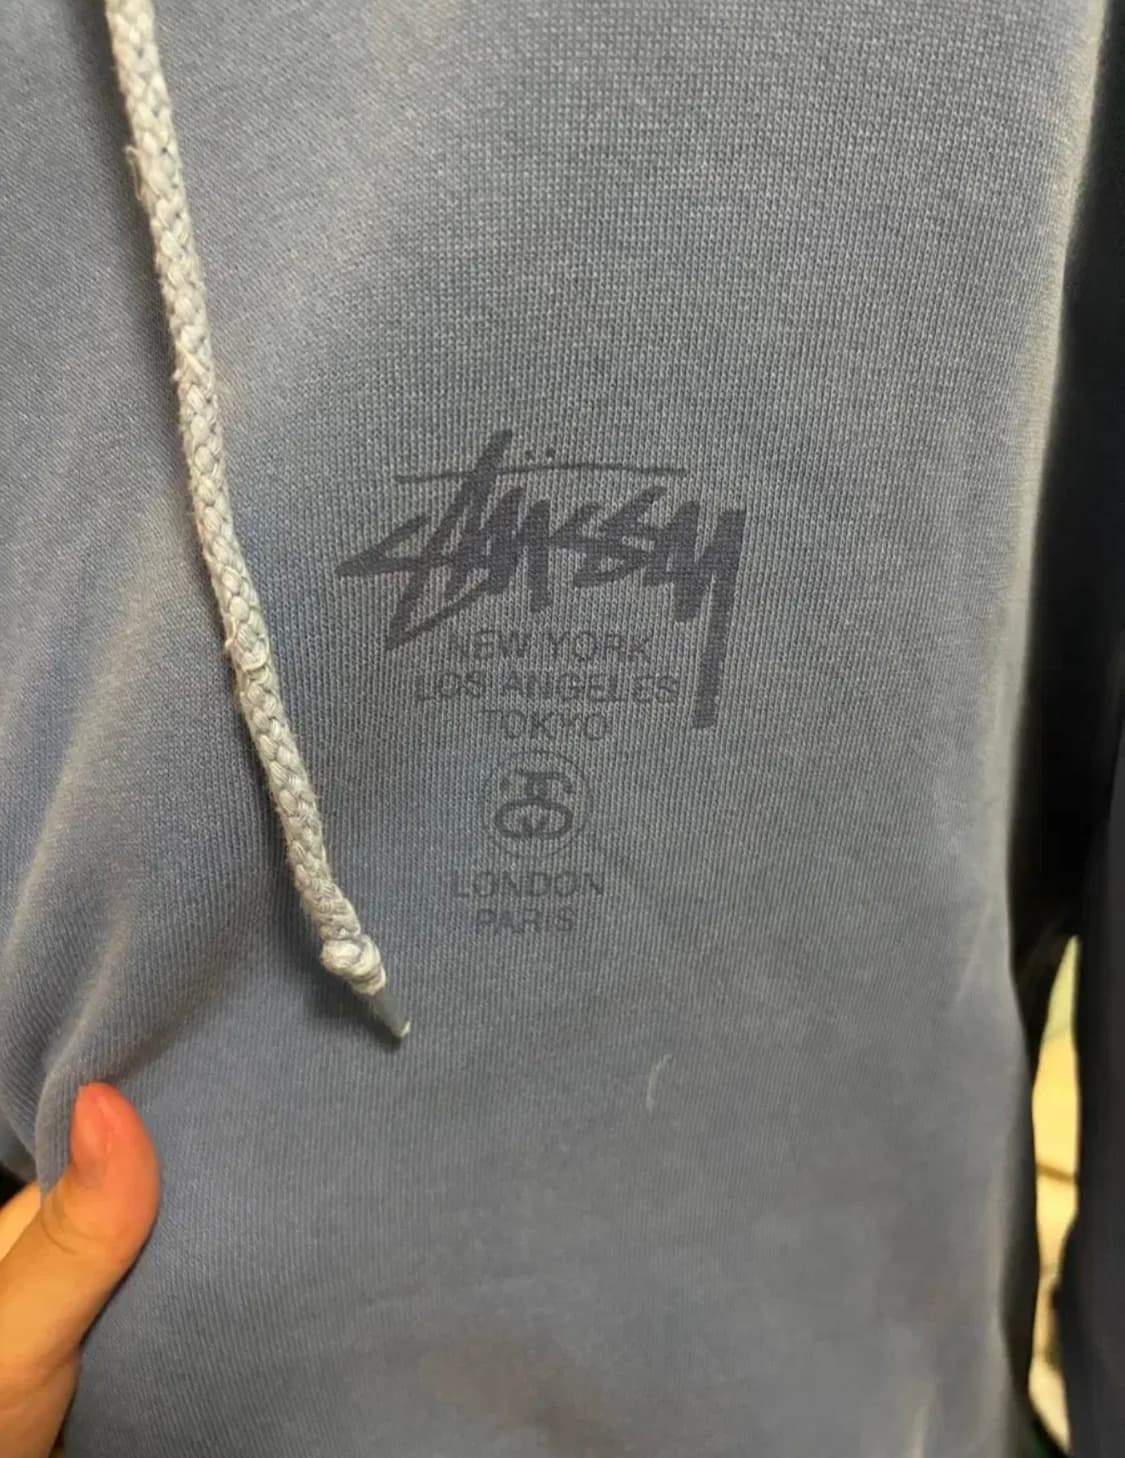 Stüssy
NEW YORK
LOS ANGELES
TOKYO
LONDON
PARIS